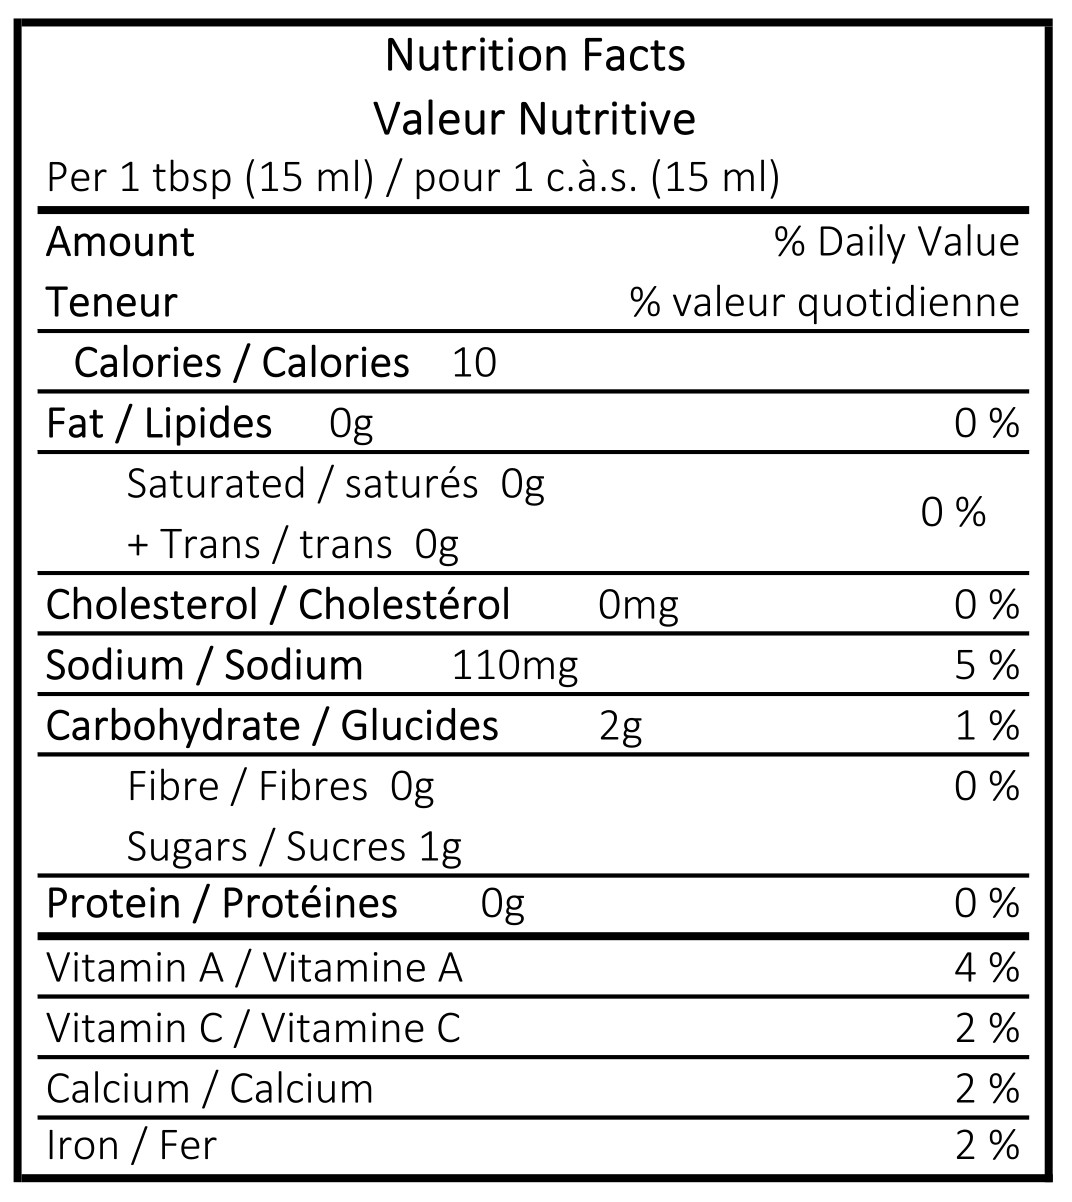 Nutrition Facts
Valeur Nutritive
Per 1 tbsp (15 ml) / pour 1 c.à.s. (15 ml)
Amount % Daily Value
Teneur % valeur quotidienne
Calories / Calories 10
Fat / Lipides 0g 0 %
Saturated / saturés 0g
0 %
+ Trans / trans 0g
Cholesterol / Cholestérol 0mg 0 %
Sodium / Sodium 110mg 5 %
Carbohydrate / Glucides 2g 1 %
Fibre / Fibres 0g 0 %
Sugars / Sucres 1g
Protein / Protéines 0g 0 %
Vitamin A / Vitamine A 4 %
Vitamin C / Vitamine C 2 %
Calcium / Calcium 2 %
Iron / Fer 2 %